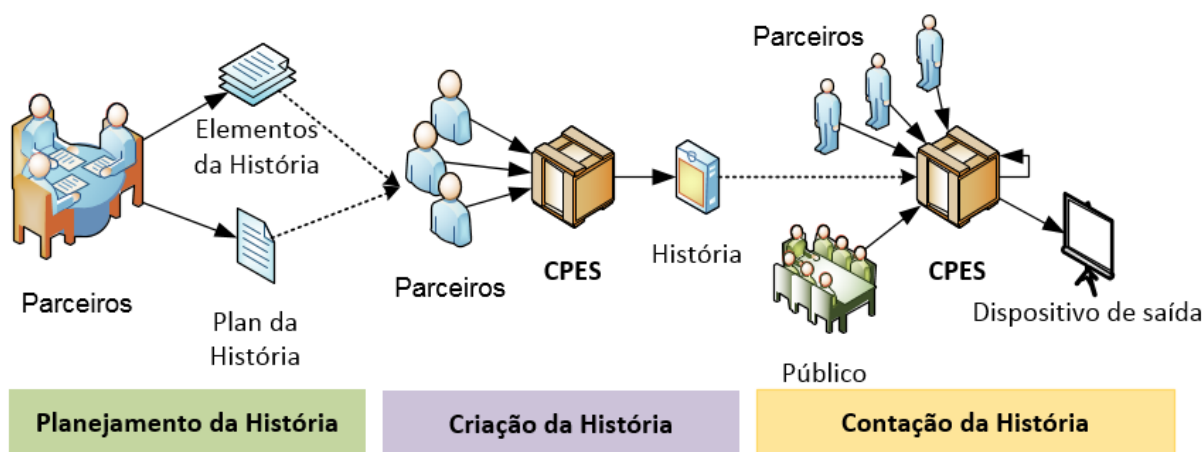 Parceiros
Elementos
da História
Plan da
História
Parceiros
CPES
História
Parceiros
Público
CPES
Dispositivo de saída
Planejamento da História
Criação da História
Contação da História